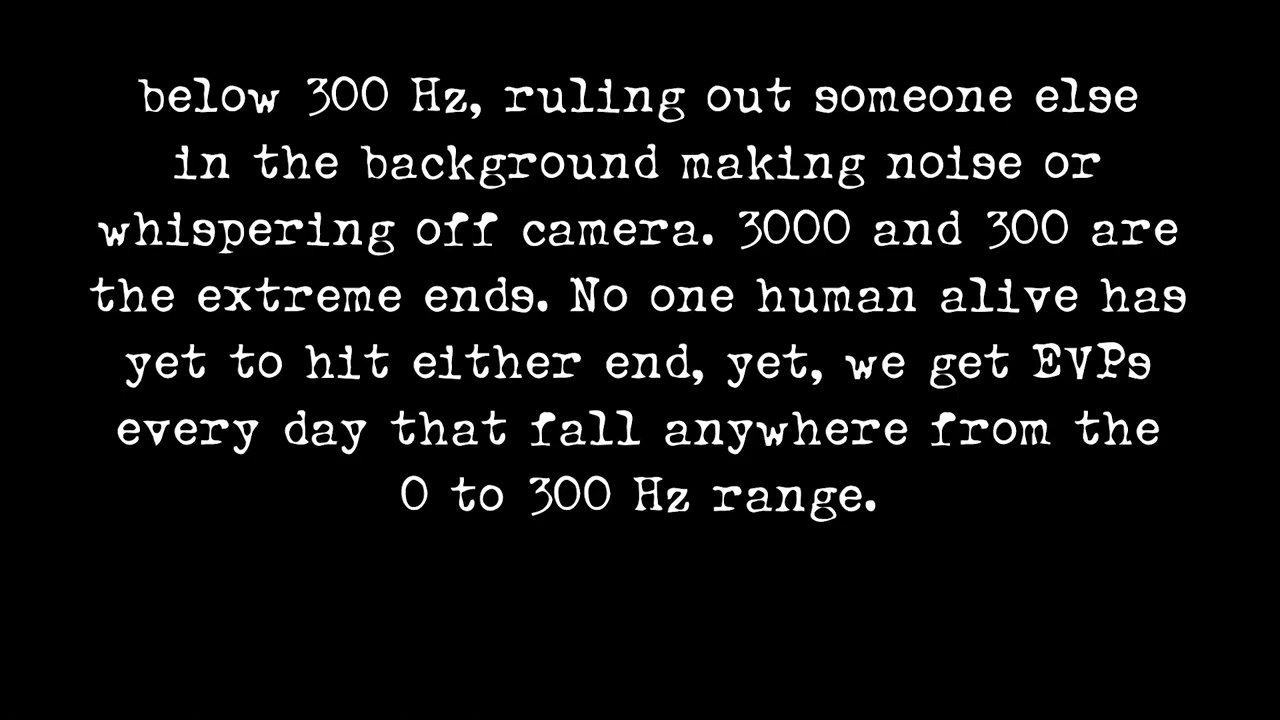 below 300 Hz, ruling out someone else
in the background making noise or
whispering off camera. 3000 and 300 are
the extreme ends. No one human alive has
yet to hit either end, yet, we get EVPs
every day that fall anywhere from the
0 to 300 Hz range.